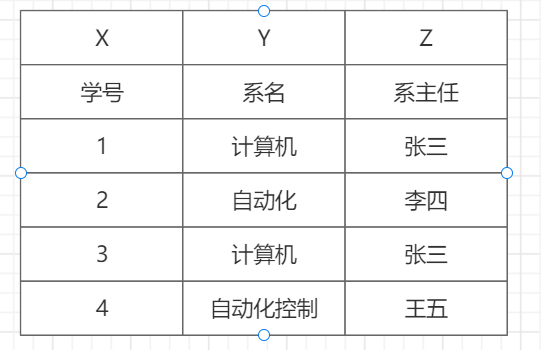 X Y Z
学号 系名 系主任
1 计算机 张三
2 自动化 李四
3 计算机 张三
4 自动化控制 王五